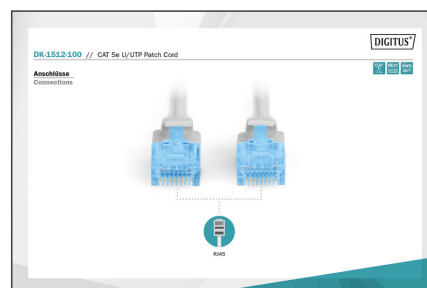 DIGITUS®
DK-1512-100 // CAT 5e U/UTP Patch Cord
Anschlüsse
Connections
RJ45